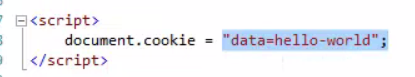 <script>
document.cookie = "data=hello-world";
</script>